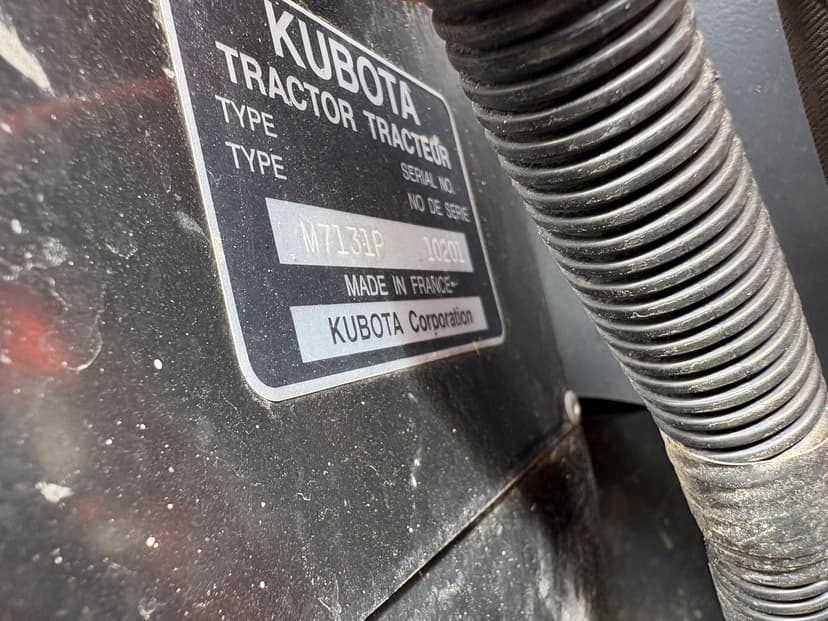 KUBOTA
TRACTOR TRACTEUR
TYPE SERIAL NO.
TYPE NO DE SERIE
M7131P 10201
MADE IN FRANCE
KUBOTA Corporation